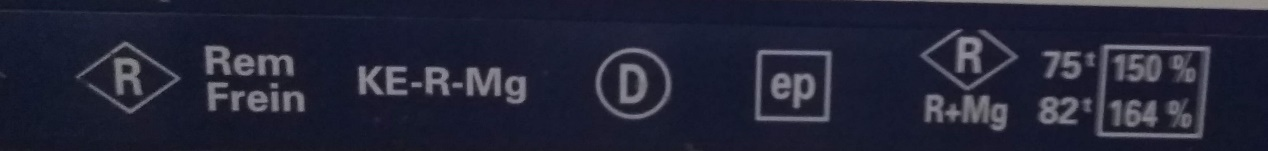 R
Rem
Frein
KE-R-Mg
D
ep
R 75t 150 %
R+Mg 82t 164 %